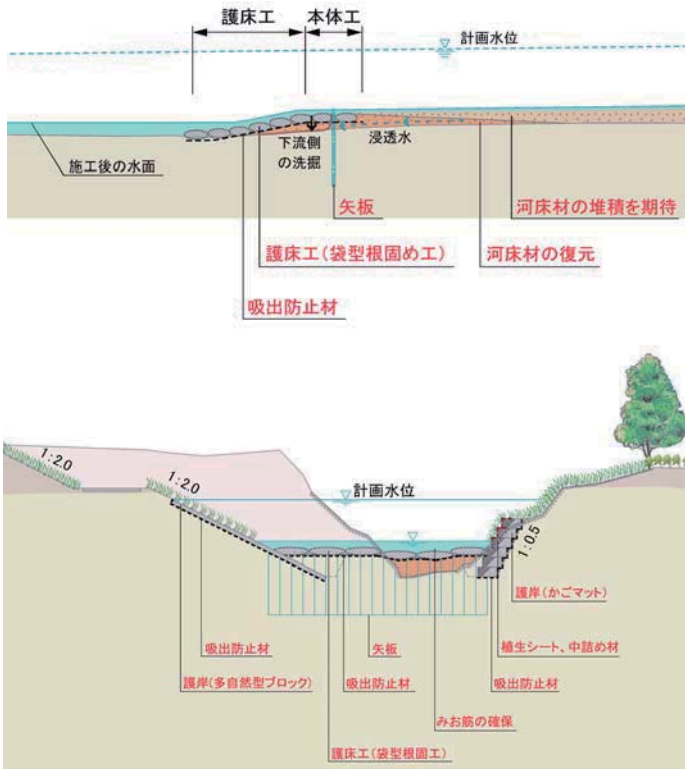 護床工
本体工
計画水位
施工後の水面
下流側
の洗掘
浸透水
矢板
河床材の堆積を期待
護床工(袋型根固め工)
河床材の復元
吸出防止材
1:2.0
1:2.0
計画水位
1:0.5
護岸(かごマット)
吸出防止材
矢板
植生シート、中詰め材
護岸(多自然型ブロック)
吸出防止材
吸出防止材
みお筋の確保
護床工(袋型根固工)